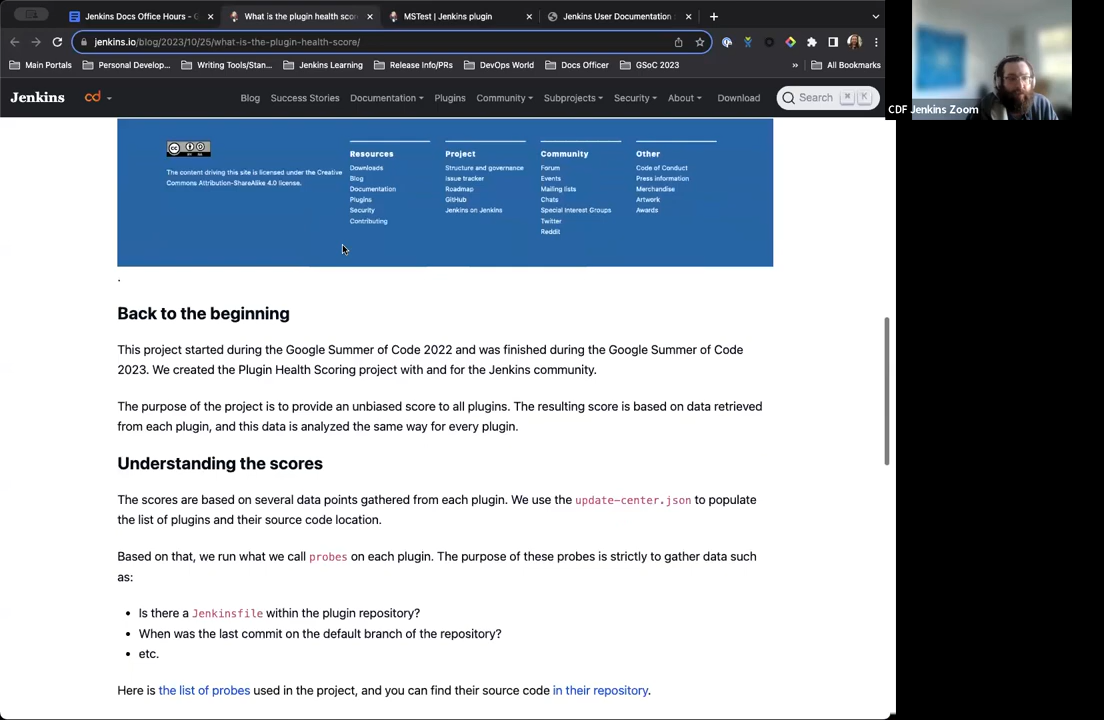 Jenkins Docs Office Hours - G
What is the plugin health scor
MSTest | Jenkins plugin
Jenkins User Documentation
jenkins.io/blog/2023/10/25/what-is-the-plugin-health-score/
Main Portals
Personal Develop...
Writing Tools/Stan...
Jenkins Learning
Release Info/PRs
DevOps World
Docs Officer
GSoC 2023
»
All Bookmarks
Jenkins
cd
Blog
Success Stories
Documentation
Plugins
Community
Subprojects
Security
About
Download
Search
⌘ K
CDF Jenkins Zoom
The content driving this site is licensed under the Creative
Commons Attribution-ShareAlike 4.0 license.
Resources
Downloads
Blog
Documentation
Plugins
Security
Contributing
Project
Structure and governance
Issue tracker
Roadmap
GitHub
Jenkins on Jenkins
Community
Forum
Events
Mailing lists
Chats
Special Interest Groups
Twitter
Reddit
Other
Code of Conduct
Press information
Merchandise
Artwork
Awards
.
Back to the beginning
This project started during the Google Summer of Code 2022 and was finished during the Google Summer of Code
2023. We created the Plugin Health Scoring project with and for the Jenkins community.
The purpose of the project is to provide an unbiased score to all plugins. The resulting score is based on data retrieved
from each plugin, and this data is analyzed the same way for every plugin.
Understanding the scores
The scores are based on several data points gathered from each plugin. We use the update-center.json to populate
the list of plugins and their source code location.
Based on that, we run what we call probes on each plugin. The purpose of these probes is strictly to gather data such
as:
• Is there a Jenkinsfile within the plugin repository?
• When was the last commit on the default branch of the repository?
• etc.
Here is the list of probes used in the project, and you can find their source code in their repository.